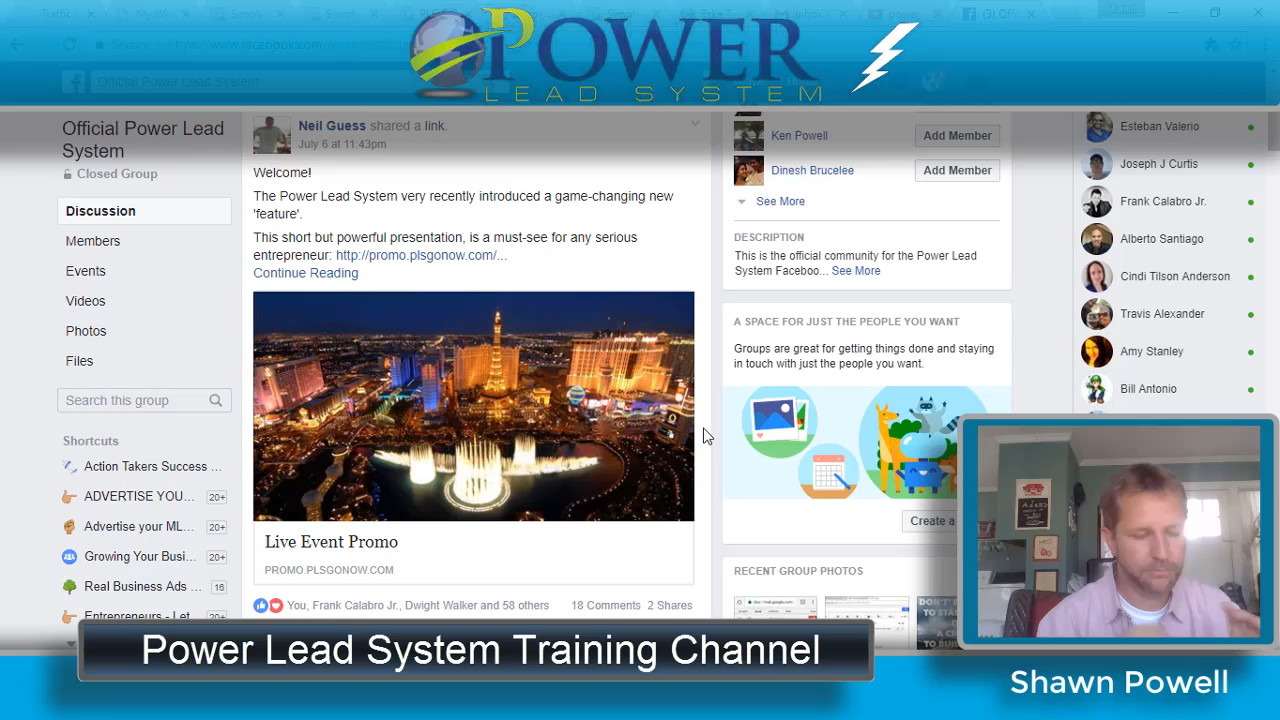 POWER
LEAD SYSTEM
Official Power Lead System
Official Power Lead
System
Closed Group
Discussion
Members
Events
Videos
Photos
Files
Search this group
Shortcuts
Action Takers Success ...
ADVERTISE YOU... 20+
Advertise your ML... 20+
Growing Your Busi... 20+
Real Business Ads ... 16
Entrepreneurs - Let
Neil Guess shared a link.
July 6 at 11:43pm
Welcome!
The Power Lead System very recently introduced a game-changing new
'feature'.
This short but powerful presentation, is a must-see for any serious
entrepreneur: http://promo.plsgonow.com/...
Continue Reading
Live Event Promo
PROMO.PLSGONOW.COM
You, Frank Calabro Jr., Dwight Walker and 59 others 18 Comments 2 Shares
Ken Powell Add Member
Dinesh Brucelee Add Member
See More
DESCRIPTION
This is the official community for the Power Lead
System Faceboo... See More
A SPACE FOR JUST THE PEOPLE YOU WANT
Groups are great for getting things done and staying
in touch with just the people you want.
Create a
RECENT GROUP PHOTOS
Esteban Valerio
Joseph J Curtis
Frank Calabro Jr.
Alberto Santiago
Cindi Tilson Anderson
Travis Alexander
Amy Stanley
Bill Antonio
Power Lead System Training Channel
Shawn Powell